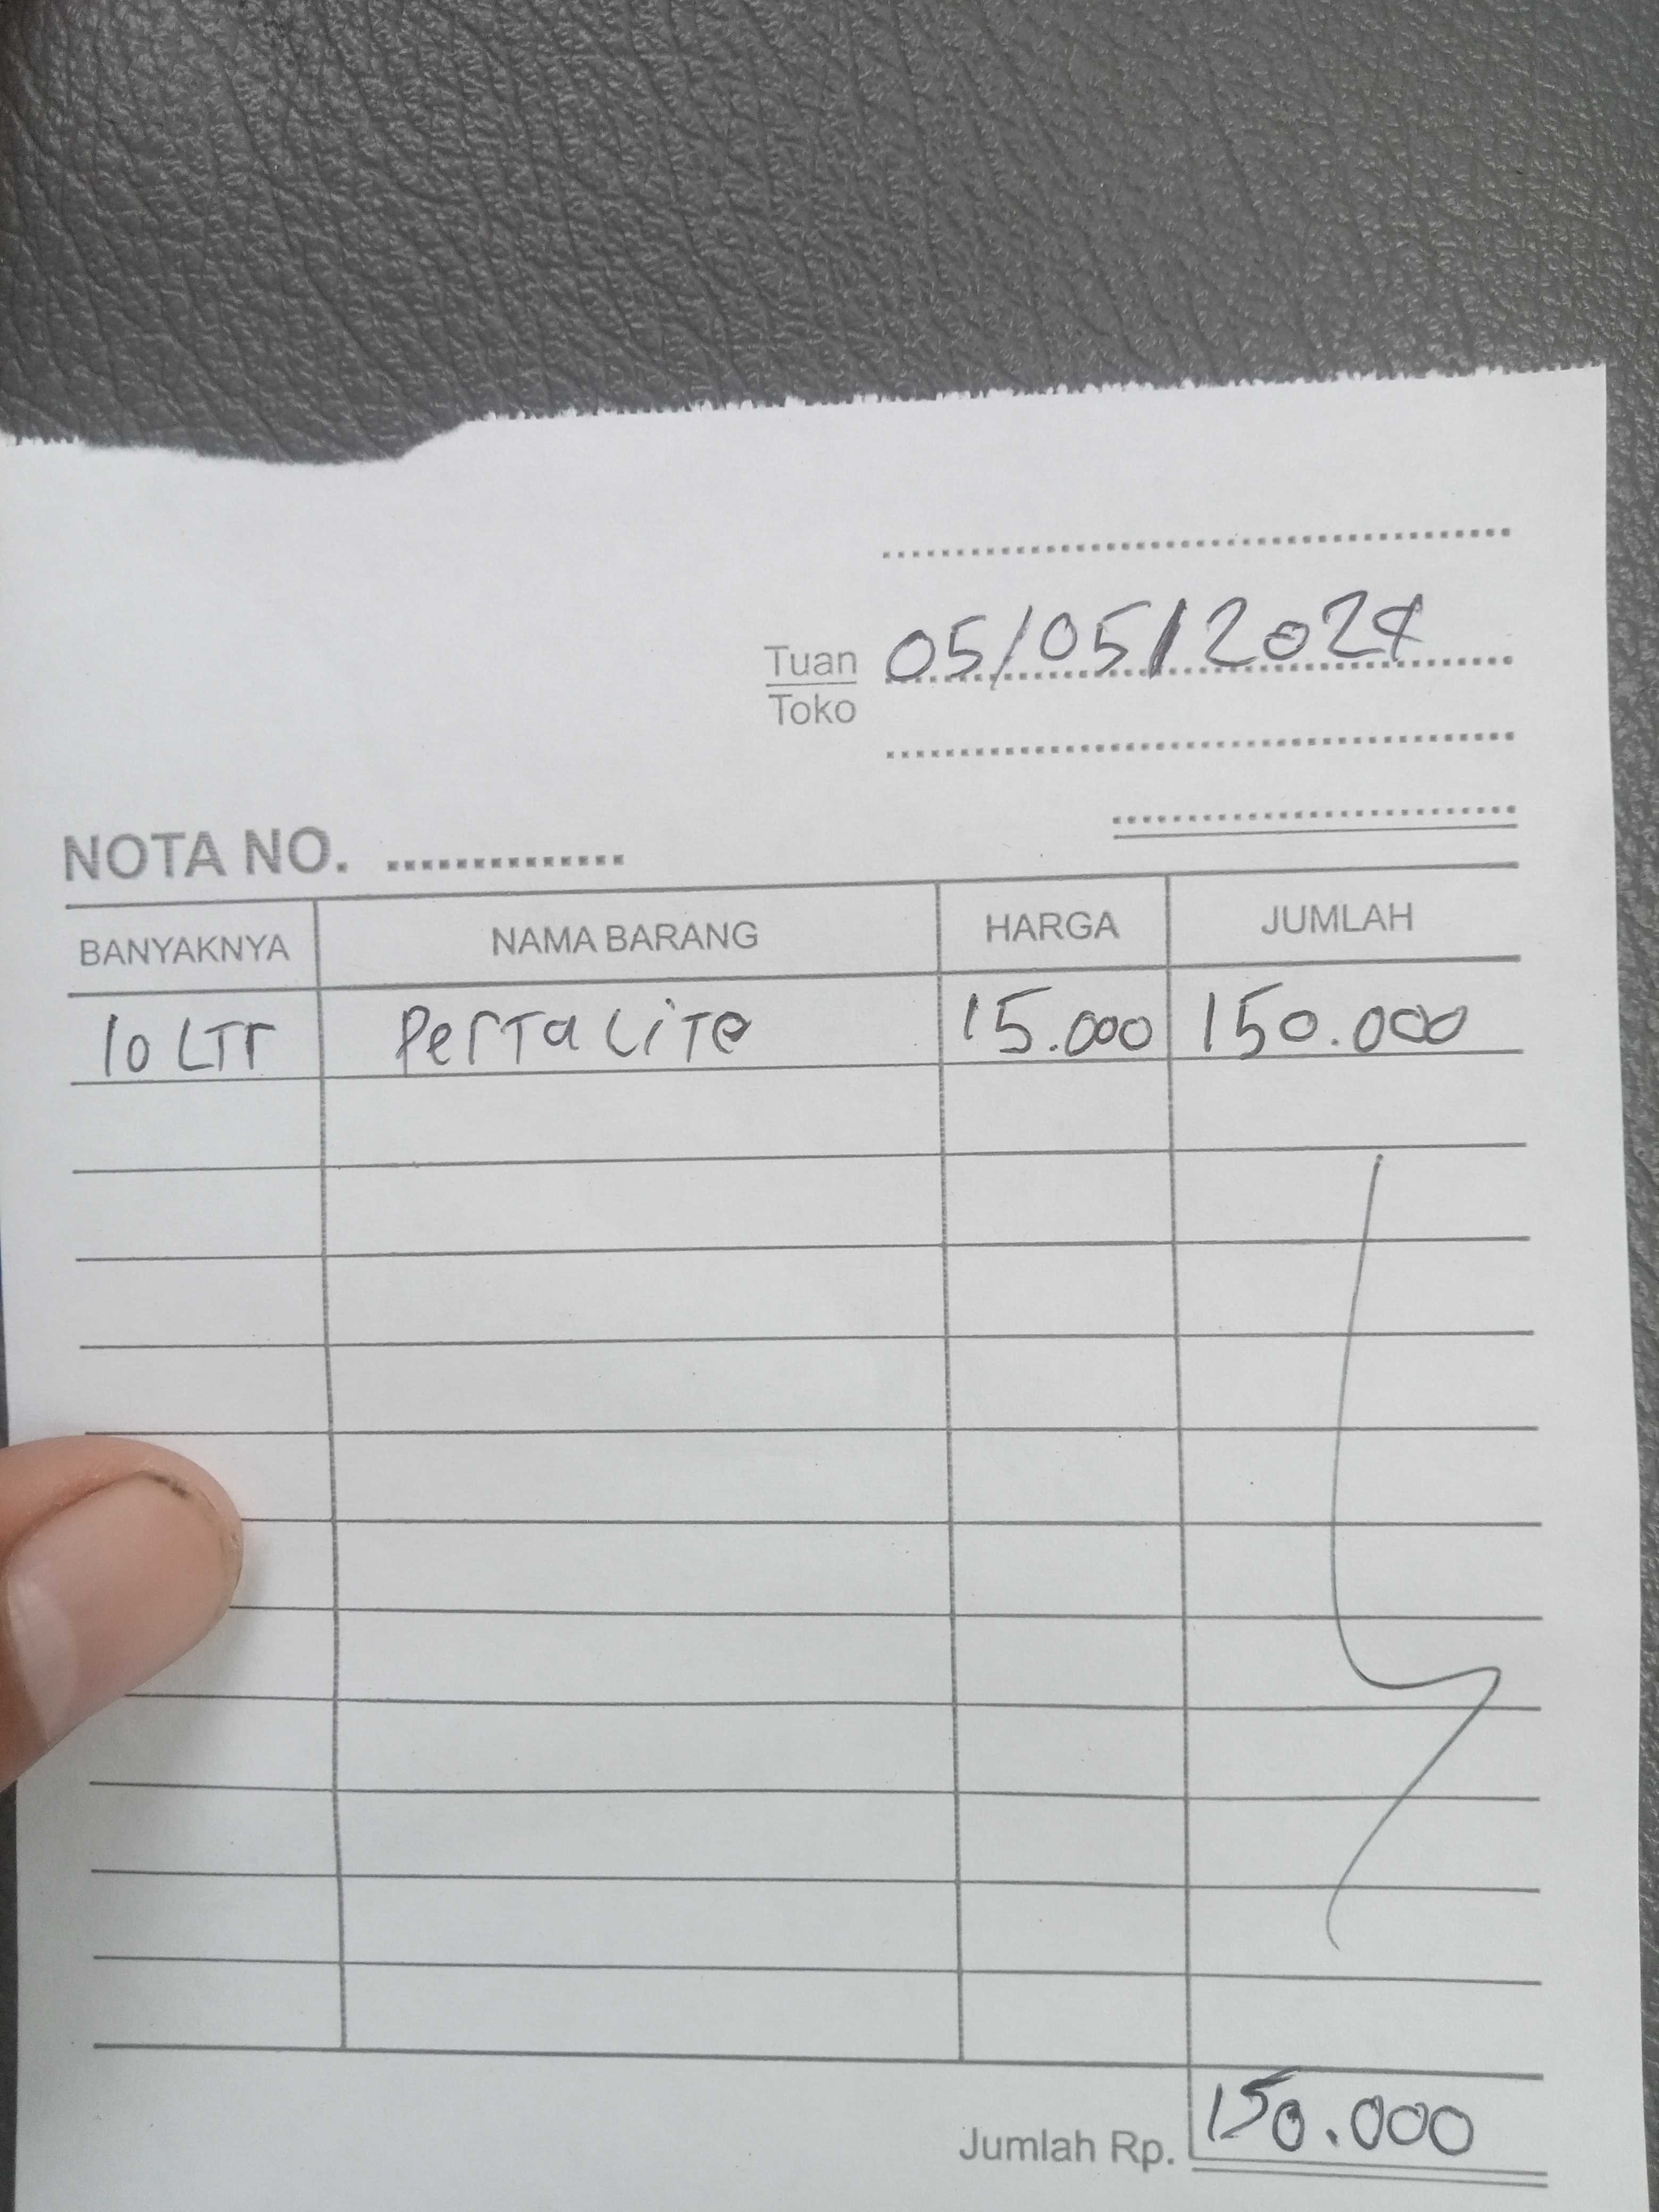 05/05/2024
Tuan
Toko
NOTA NO. ..............
BANYAKNYA NAMA BARANG HARGA JUMLAH
10 LTr PerTaLiTe 15.000 150.000
Jumlah Rp. 150.000